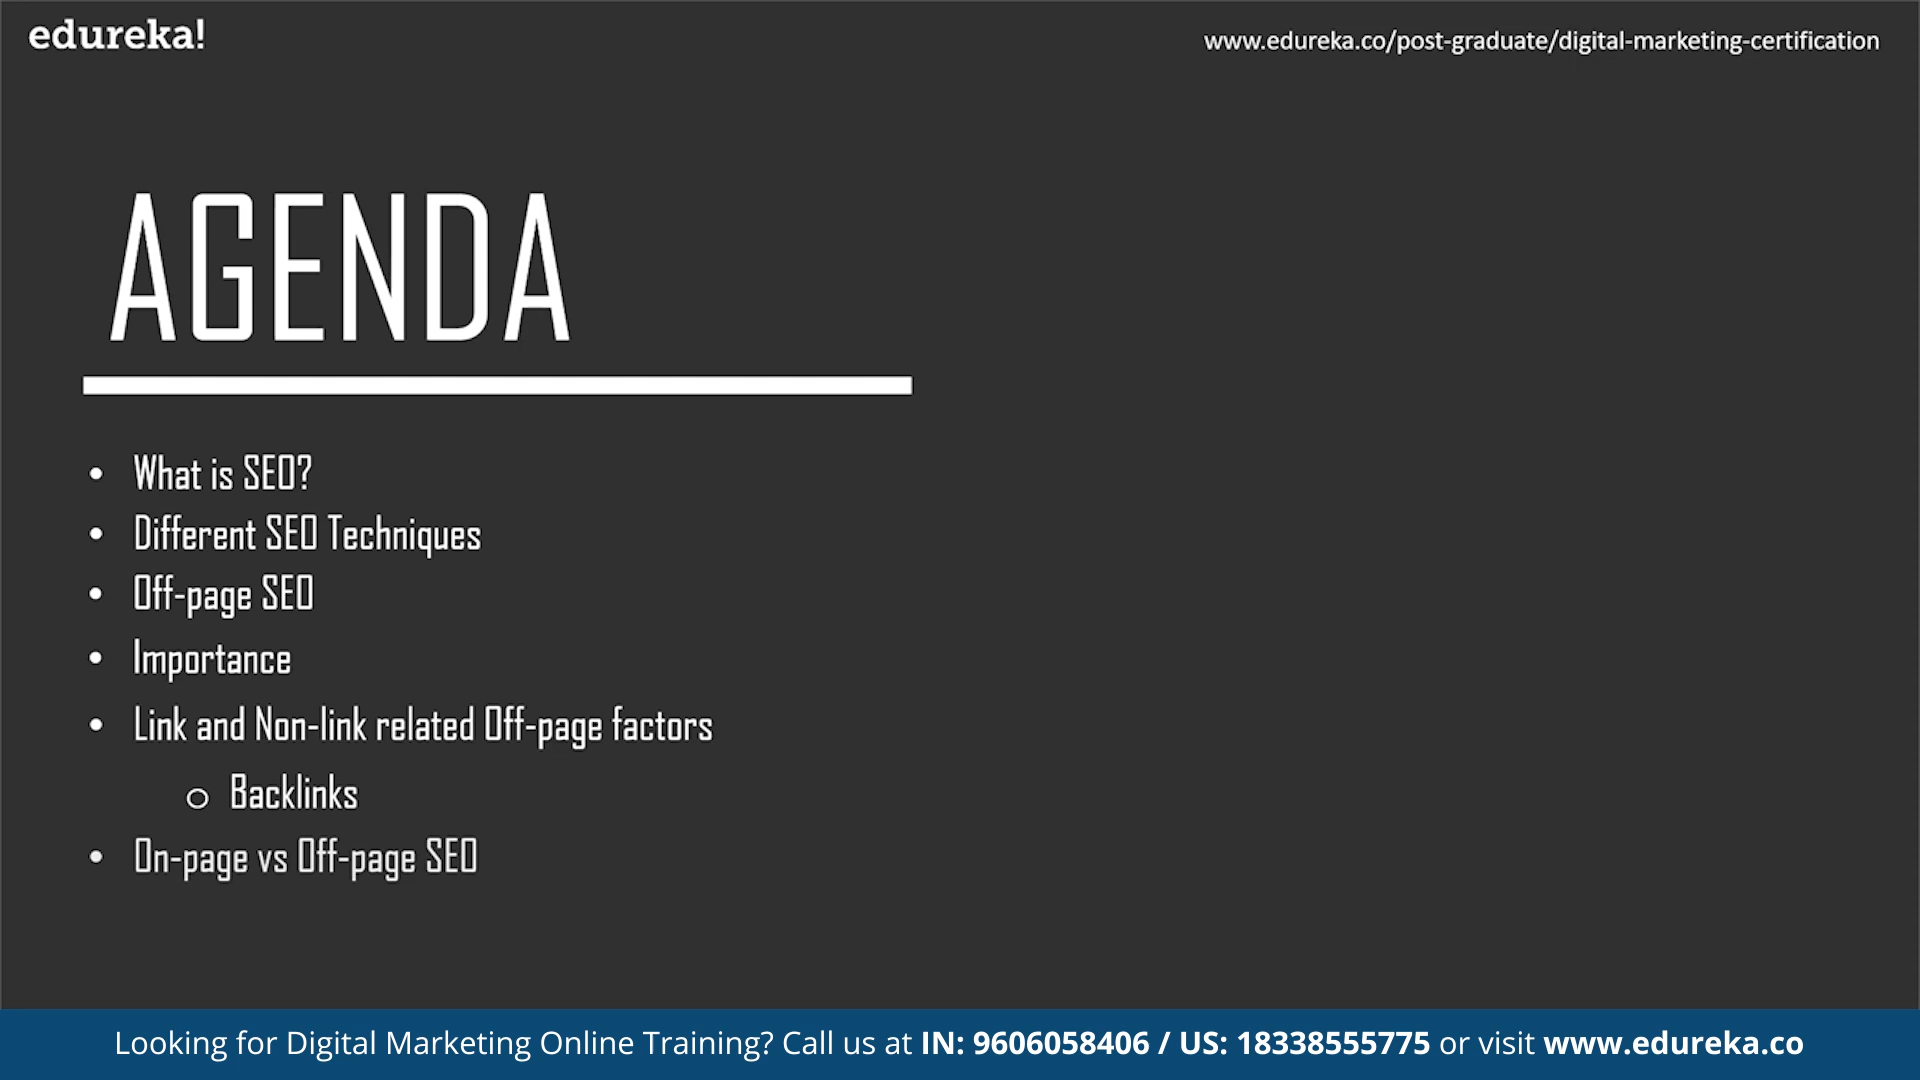 edureka!
www.edureka.co/post-graduate/digital-marketing-certification
AGENDA
• What is SEO?
• Different SEO Techniques
• Off-page SEO
• Importance
• Link and Non-link related Off-page factors
o Backlinks
• On-page vs Off-page SEO
Looking for Digital Marketing Online Training? Call us at IN: 9606058406 / US: 18338555775 or visit www.edureka.co